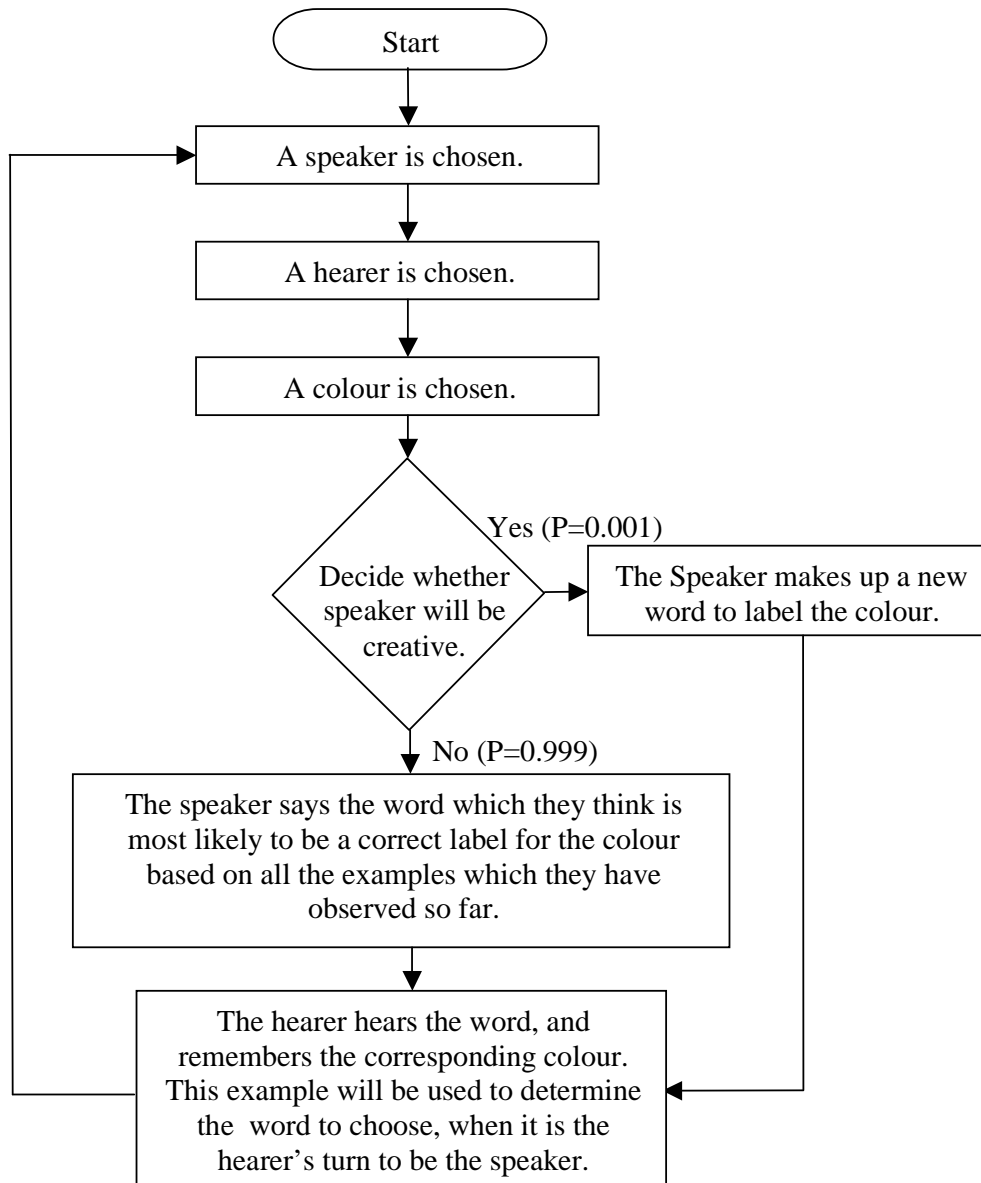 Start
A speaker is chosen.
A hearer is chosen.
A colour is chosen.
Decide whether
speaker will be
creative.
Yes (P=0.001)
The Speaker makes up a new
word to label the colour.
No (P=0.999)
The speaker says the word which they think is
most likely to be a correct label for the colour
based on all the examples which they have
observed so far.
The hearer hears the word, and
remembers the corresponding colour.
This example will be used to determine
the word to choose, when it is the
hearer’s turn to be the speaker.